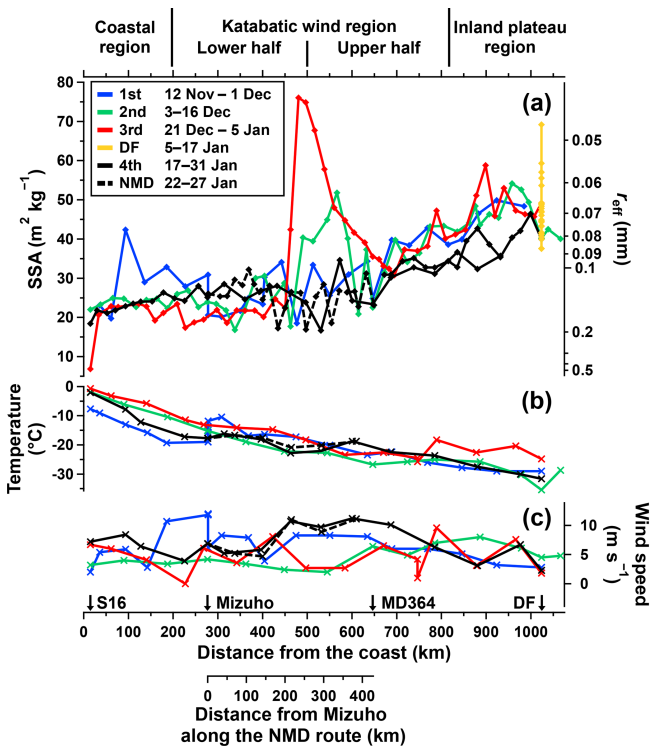 Coastal region
Katabatic wind region
Lower half
Upper half
Inland plateau region
(a)
80
70
60
50
40
30
20
10
SSA (m² kg⁻¹)
1st 12 Nov – 1 Dec
2nd 3–16 Dec
3rd 21 Dec – 5 Jan
DF 5–17 Jan
4th 17–31 Jan
NMD 22–27 Jan
0.05
0.06
0.07
0.08
0.09
0.1
0.2
0.5
r_eff (mm)
(b)
0
-10
-20
-30
Temperature
(°C)
(c)
10
5
0
Wind speed
(m s⁻¹)
S16
Mizuho
MD364
DF
0 100 200 300 400 500 600 700 800 900 1000
Distance from the coast (km)
0 100 200 300 400
Distance from Mizuho
along the NMD route (km)